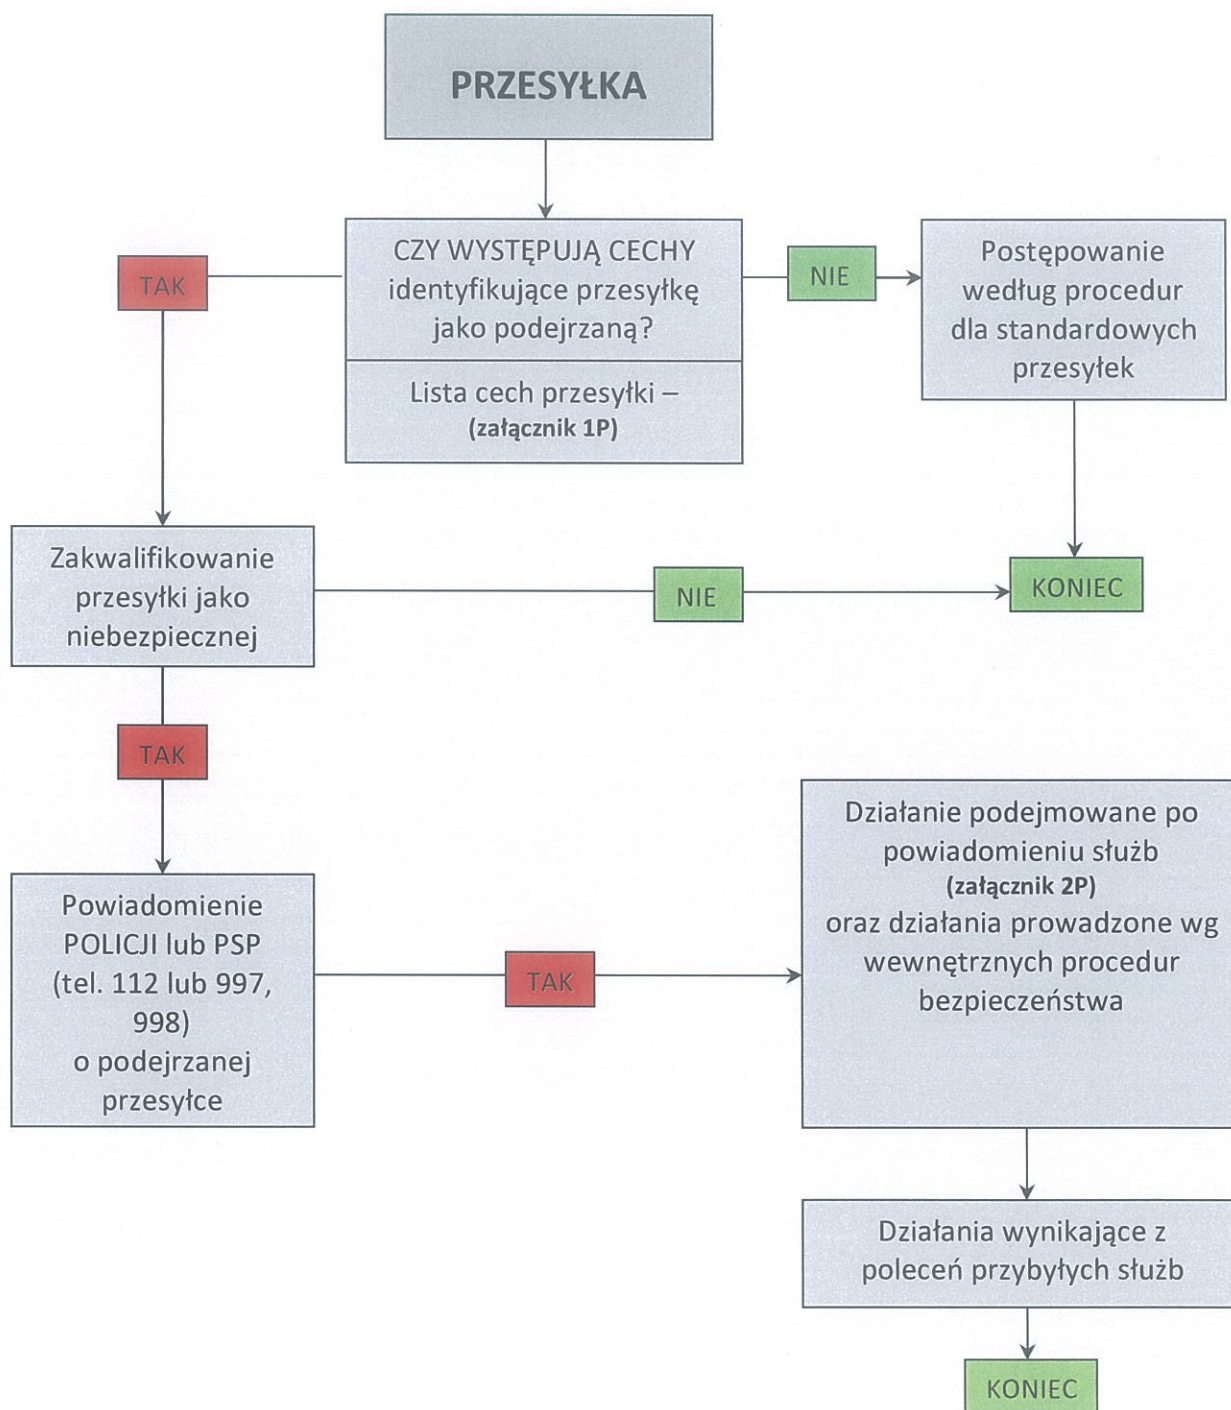 PRZESYŁKA
CZY WYSTĘPUJĄ CECHY
identyfikujące przesyłkę
jako podejrzaną?
Lista cech przesyłki –
(załącznik 1P)
TAK
NIE
Postępowanie
według procedur
dla standardowych
przesyłek
Zakwalifikowanie
przesyłki jako
niebezpiecznej
NIE
KONIEC
TAK
Powiadomienie
POLICJI lub PSP
(tel. 112 lub 997,
998)
o podejrzanej
przesyłce
TAK
Działanie podejmowane po
powiadomieniu służb
(załącznik 2P)
oraz działania prowadzone wg
wewnętrznych procedur
bezpieczeństwa
Działania wynikające z
poleceń przybyłych służb
KONIEC